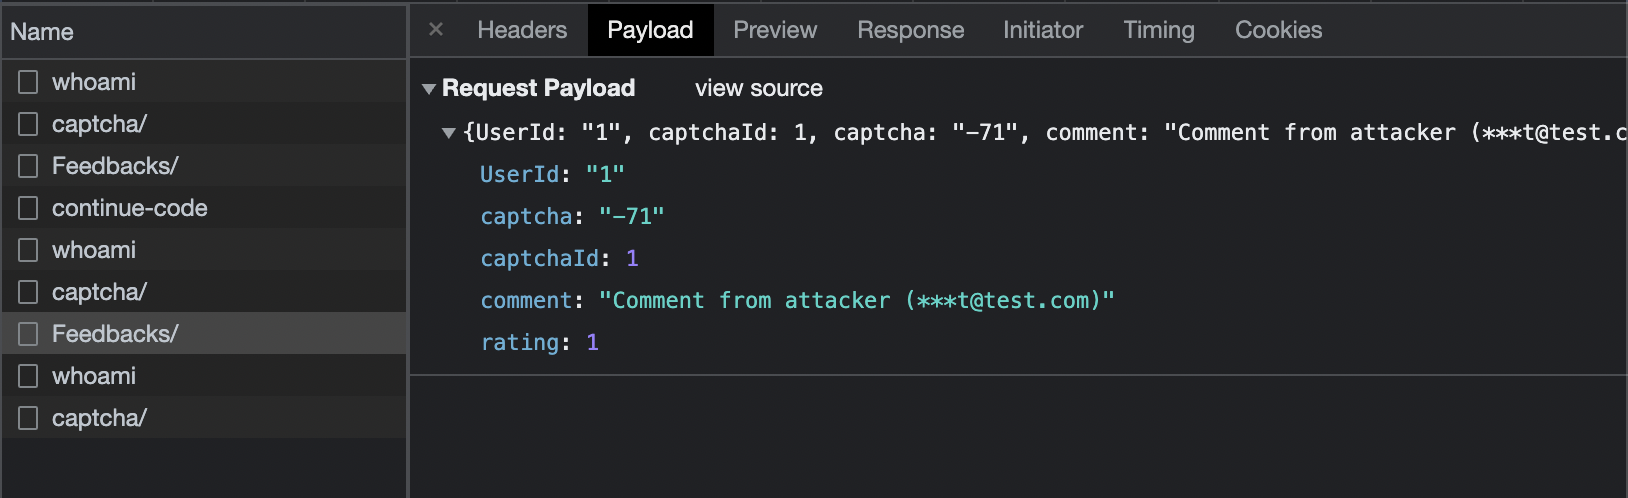 Name
whoami
captcha/
Feedbacks/
continue-code
whoami
captcha/
Feedbacks/
whoami
captcha/
× Headers Payload Preview Response Initiator Timing Cookies
▼ Request Payload view source
▼ {UserId: "1", captchaId: 1, captcha: "-71", comment: "Comment from attacker (***t@test.c
UserId: "1"
captcha: "-71"
captchaId: 1
comment: "Comment from attacker (***t@test.com)"
rating: 1